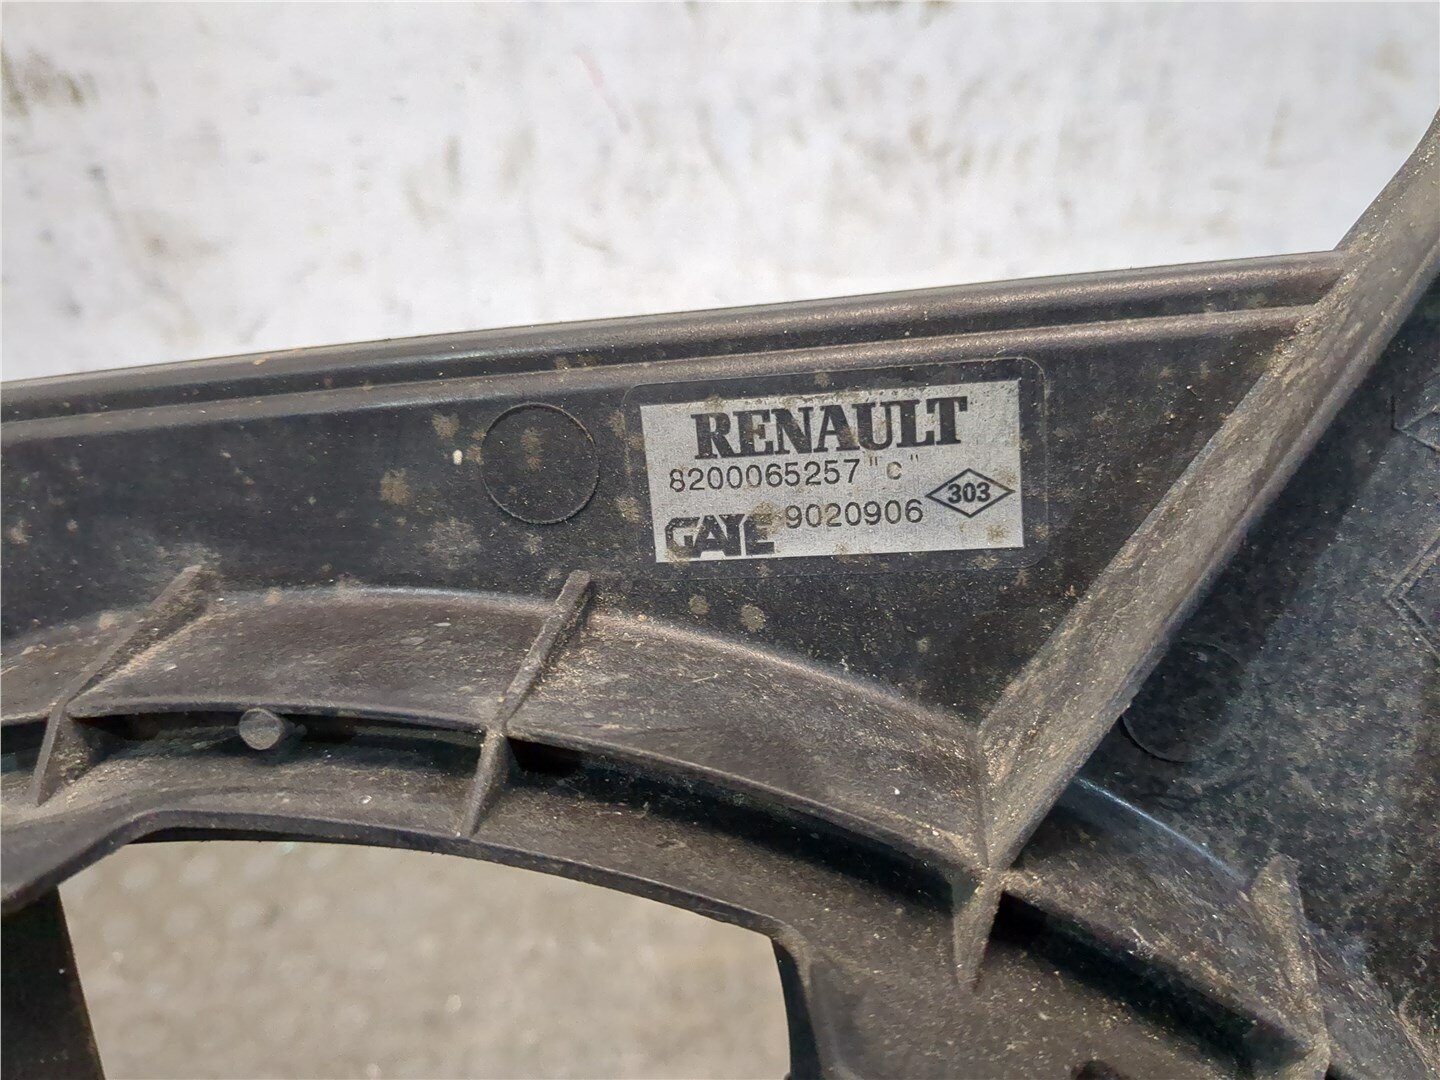 RENAULT
8200065257 "C"
303
GATE 9020906